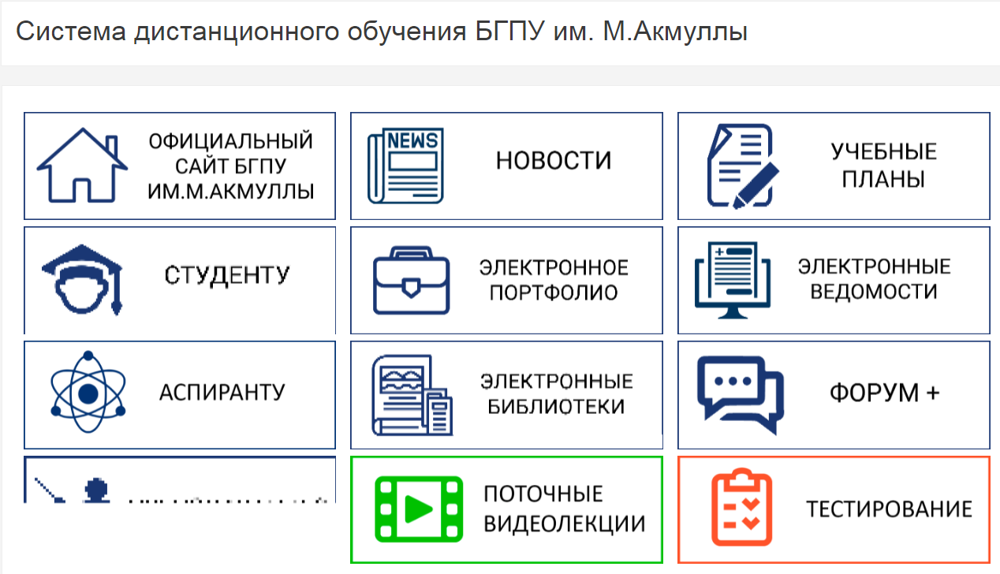 Система дистанционного обучения БГПУ им. М.Акмуллы
ОФИЦИАЛЬНЫЙ
САЙТ БГПУ
ИМ.М.АКМУЛЛЫ
NEWS
НОВОСТИ
УЧЕБНЫЕ
ПЛАНЫ
СТУДЕНТУ
ЭЛЕКТРОННОЕ
ПОРТФОЛИО
ЭЛЕКТРОННЫЕ
ВЕДОМОСТИ
АСПИРАНТУ
ЭЛЕКТРОННЫЕ
БИБЛИОТЕКИ
ФОРУМ +
ПОТОЧНЫЕ
ВИДЕОЛЕКЦИИ
ТЕСТИРОВАНИЕ